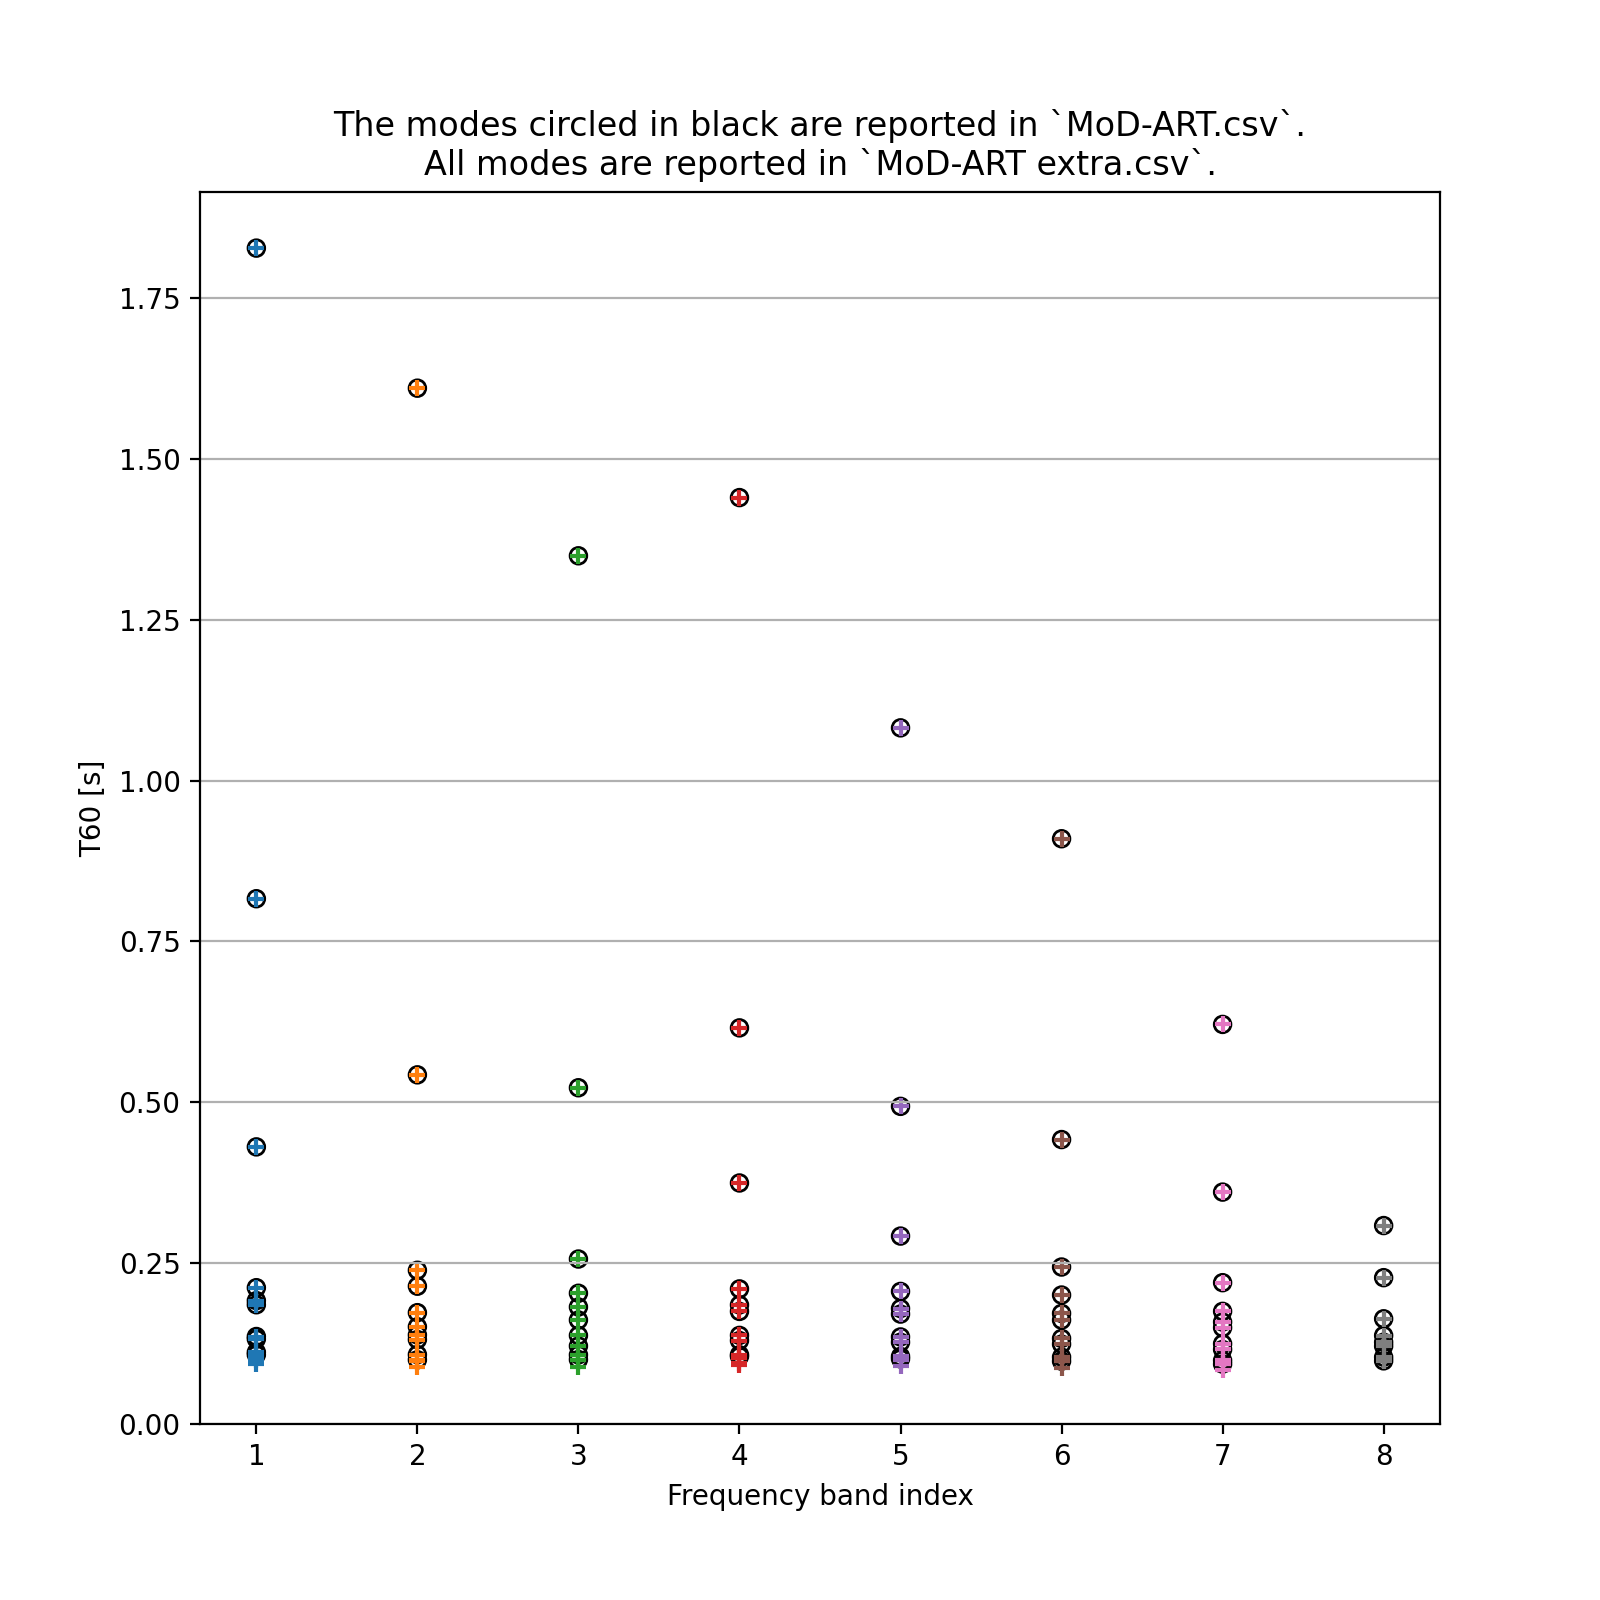 The modes circled in black are reported in `MoD-ART.csv`.
All modes are reported in `MoD-ART extra.csv`.
1.75
1.50
1.25
1.00
0.75
0.50
0.25
0.00
T60 [s]
1 2 3 4 5 6 7 8
Frequency band index